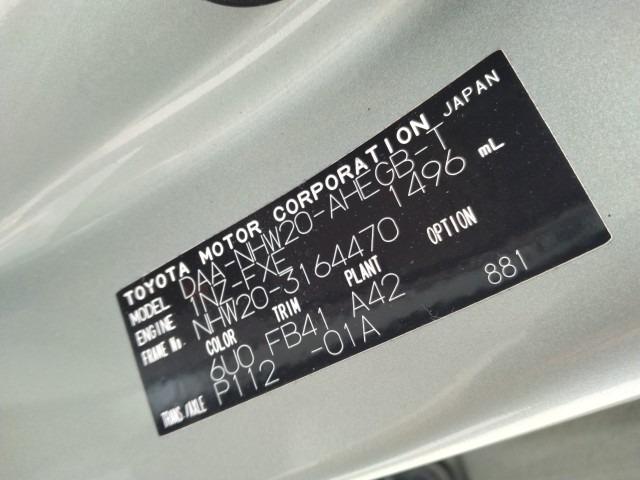 TOYOTA MOTOR CORPORATION JAPAN
MODEL DAA-NHW20-AHEGB-T
ENGINE 1NZ-FXE 1496 mL
FRAME No. NHW20-3164470
COLOR TRIM PLANT OPTION
6U0 FB41 A42 881
TRANS/AXLE P112 -01A